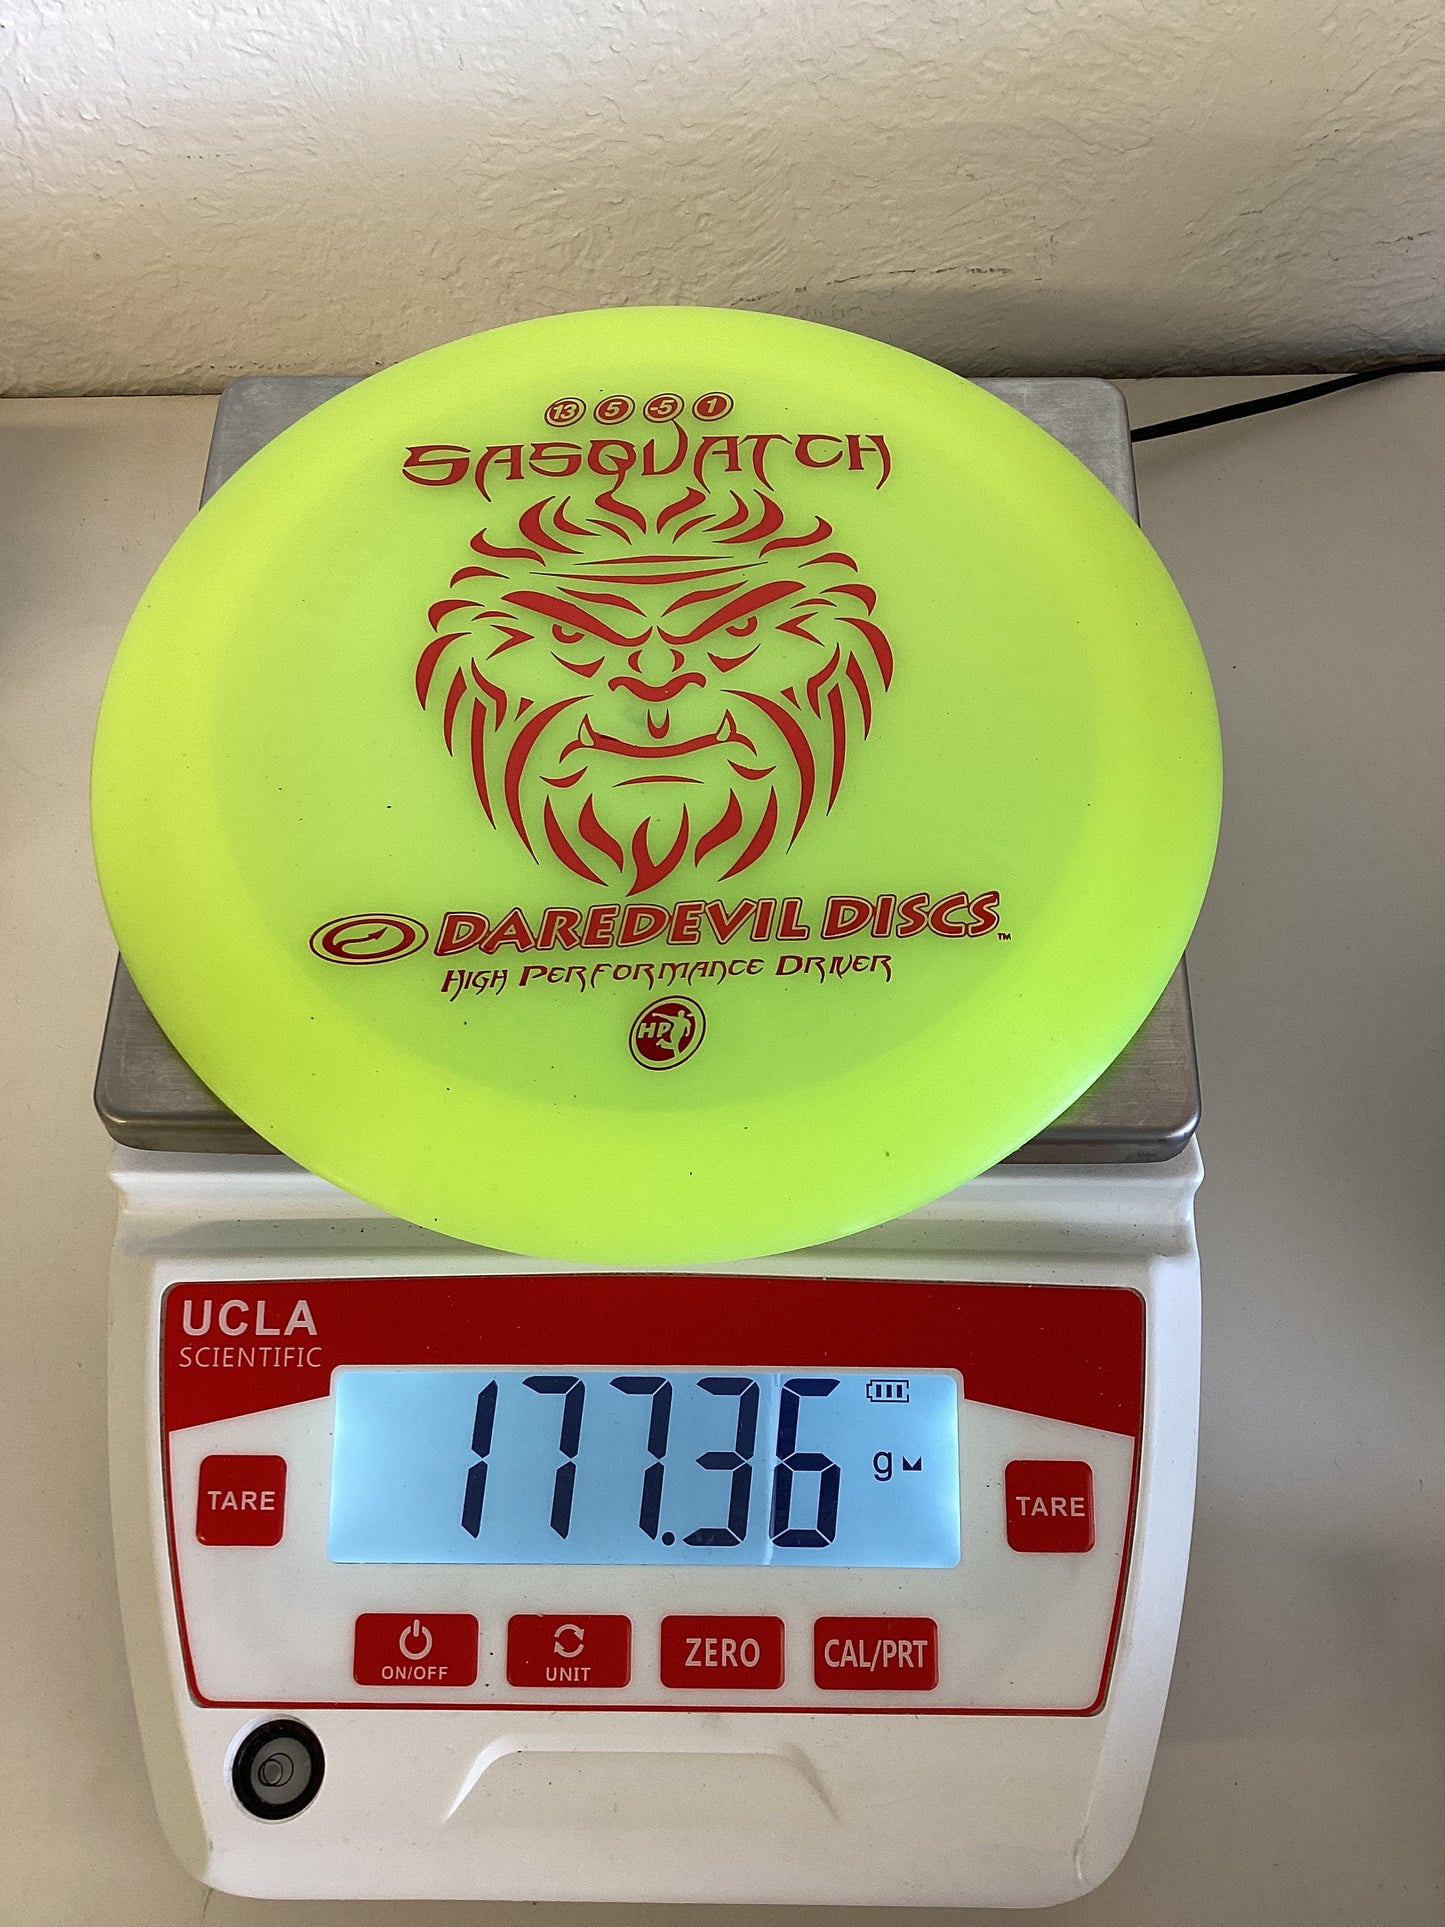 13 5 -5 1
SASQUATCH
DAREDEVIL DISCS™
HIGH PERFORMANCE DRIVER
HP
UCLA
SCIENTIFIC
177.36
g
TARE
TARE
ON/OFF
UNIT
ZERO
CAL/PRT